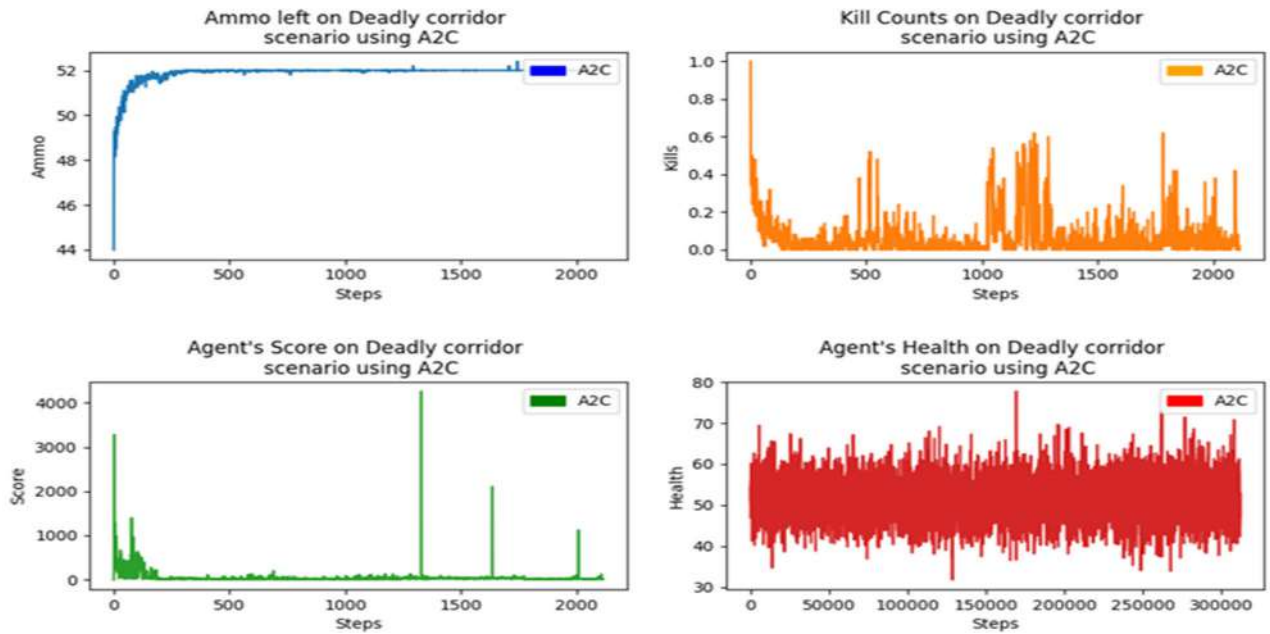 Ammo left on Deadly corridor
scenario using A2C
A2C
52
50
48
46
44
Ammo
0 500 1000 1500 2000
Steps
Kill Counts on Deadly corridor
scenario using A2C
A2C
1.0
0.8
0.6
0.4
0.2
0.0
Kills
0 500 1000 1500 2000
Steps
Agent's Score on Deadly corridor
scenario using A2C
A2C
4000
3000
2000
1000
0
Score
0 500 1000 1500 2000
Steps
Agent's Health on Deadly corridor
scenario using A2C
A2C
80
70
60
50
40
30
Health
0 50000 100000 150000 200000 250000 300000
Steps